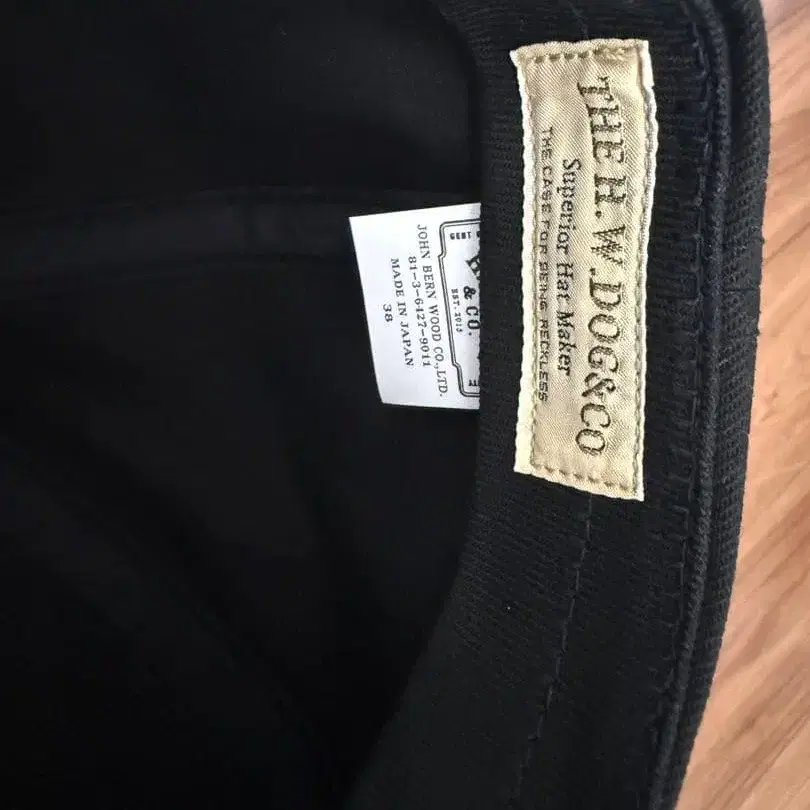 THE H.W.DOG&CO
Superior Hat Maker
THE CASE FOR BEING RECKLESS
& CO.
EST.2013
JOHN BERN WOOD CO.,LTD.
81-3-6427-9011
MADE IN JAPAN
38